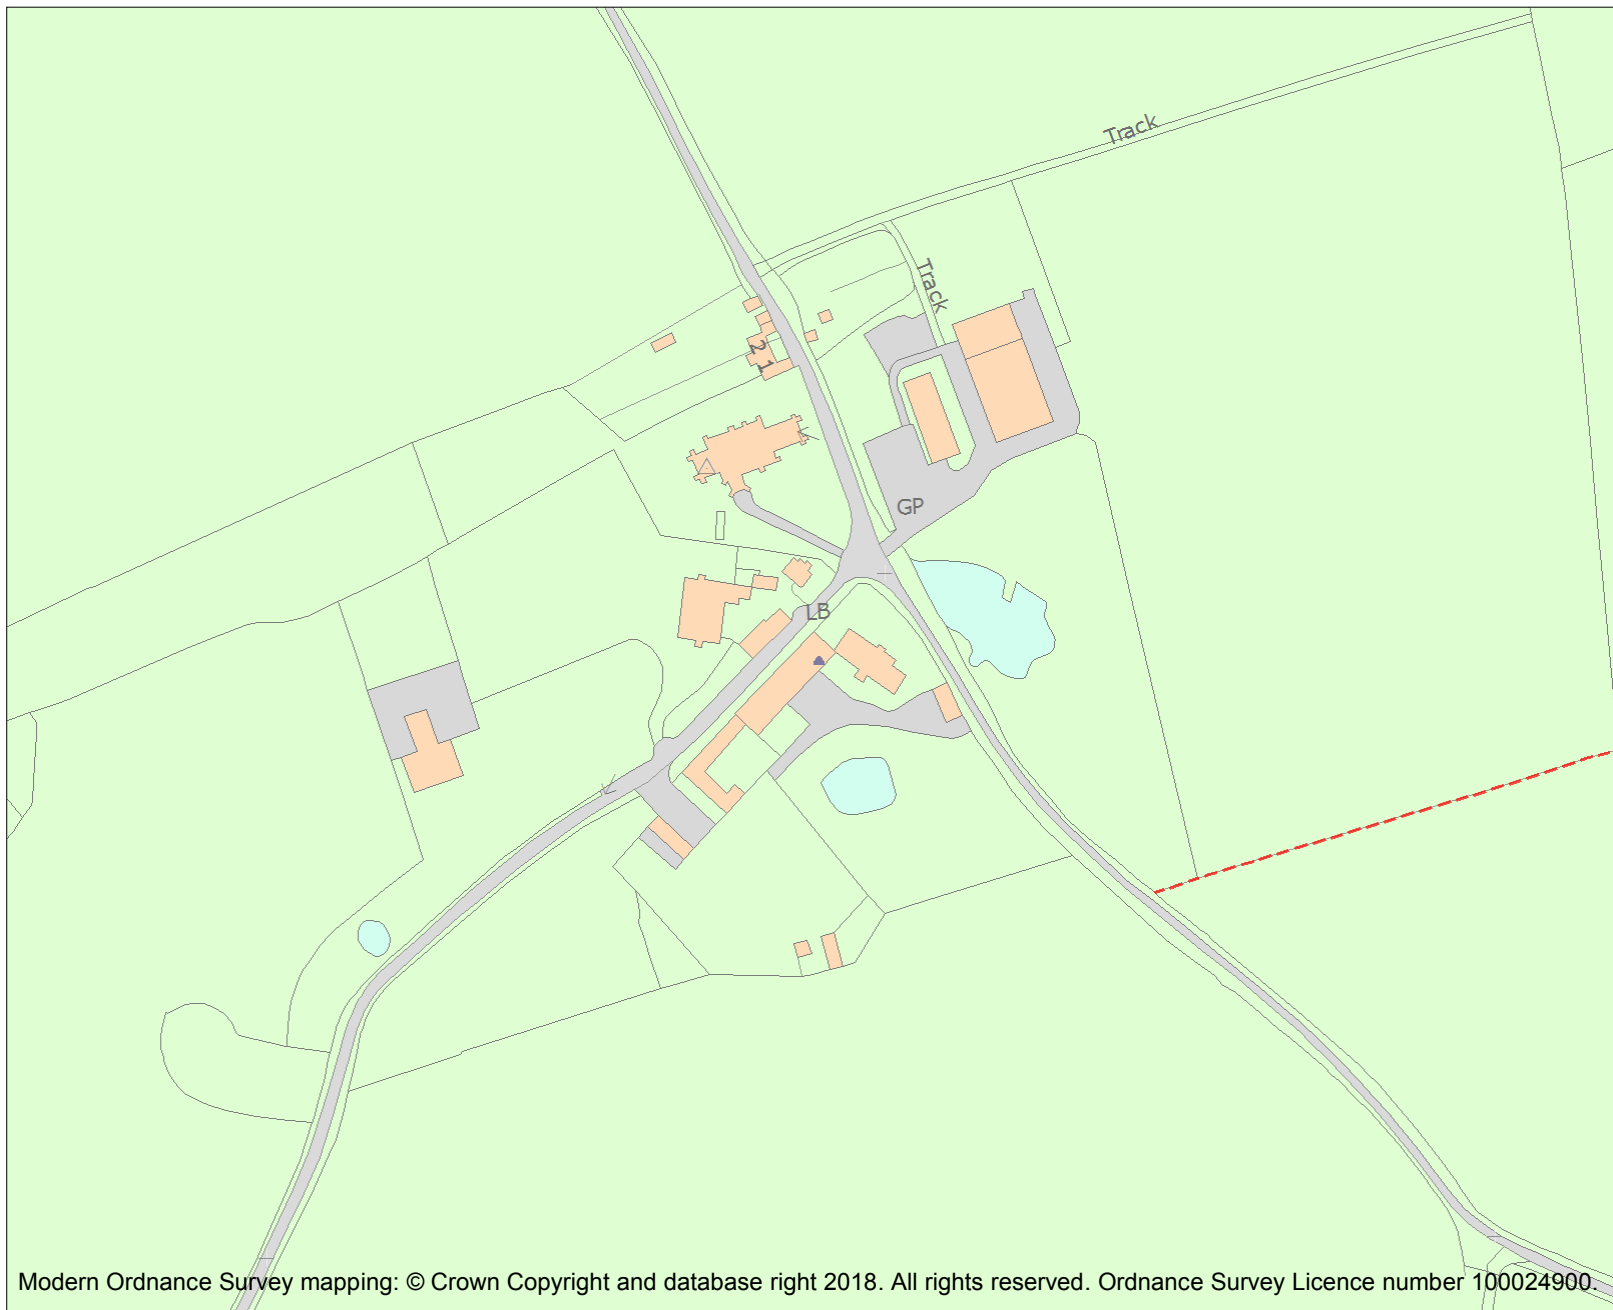 Track
Track
2
1
GP
LB
Modern Ordnance Survey mapping: © Crown Copyright and database right 2018. All rights reserved. Ordnance Survey Licence number 100024900.